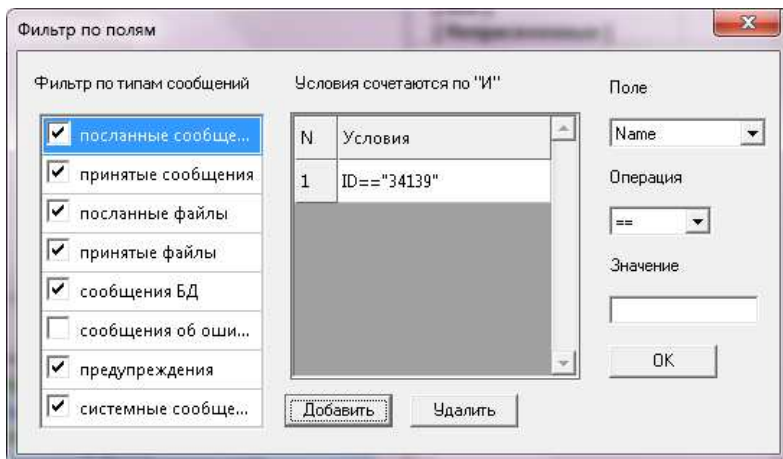 Фильтр по полям
Фильтр по типам сообщений
посланные сообще...
принятые сообщения
посланные файлы
принятые файлы
сообщения БД
сообщения об оши...
предупреждения
системные сообще...
Условия сочетаются по "И"
N Условия
1 ID=="34139"
Добавить Удалить
Поле
Name
Операция
==
Значение
OK